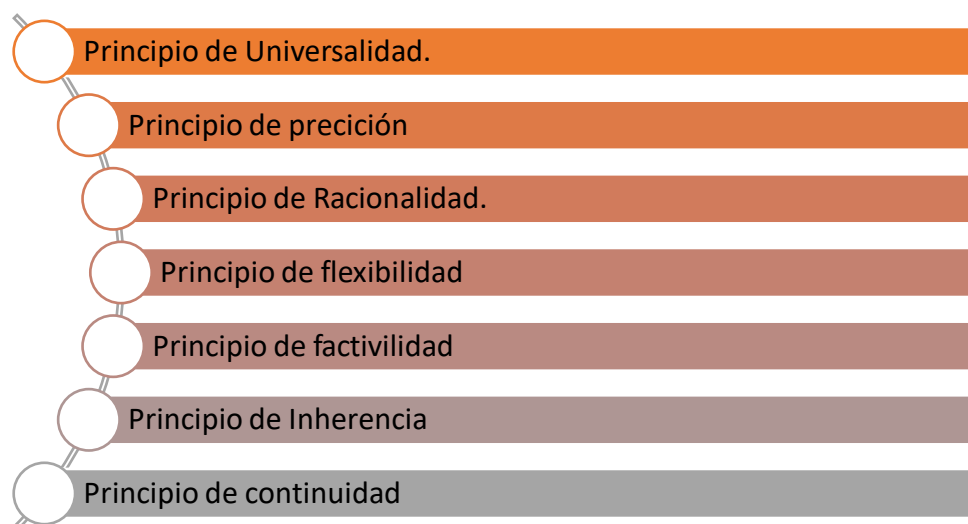 Principio de Universalidad.
Principio de precición
Principio de Racionalidad.
Principio de flexibilidad
Principio de factivilidad
Principio de Inherencia
Principio de continuidad